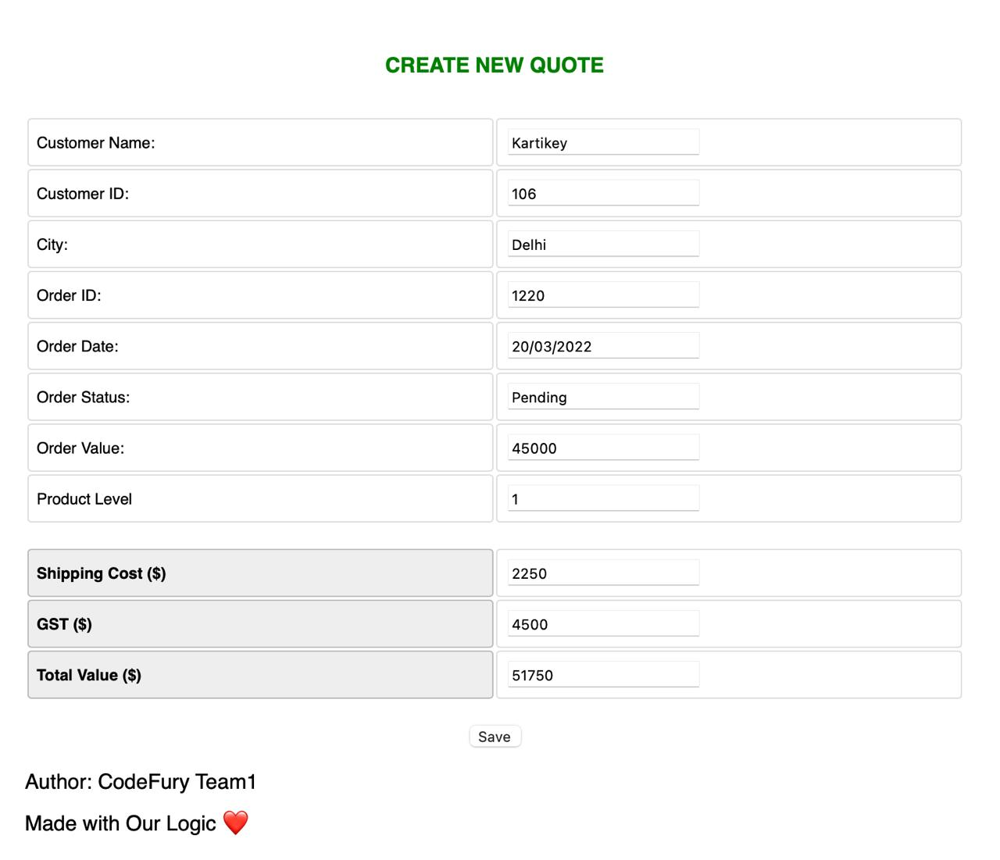 CREATE NEW QUOTE
Customer Name: Kartikey
Customer ID: 106
City: Delhi
Order ID: 1220
Order Date: 20/03/2022
Order Status: Pending
Order Value: 45000
Product Level 1
Shipping Cost ($) 2250
GST ($) 4500
Total Value ($) 51750
Save
Author: CodeFury Team1
Made with Our Logic ❤️